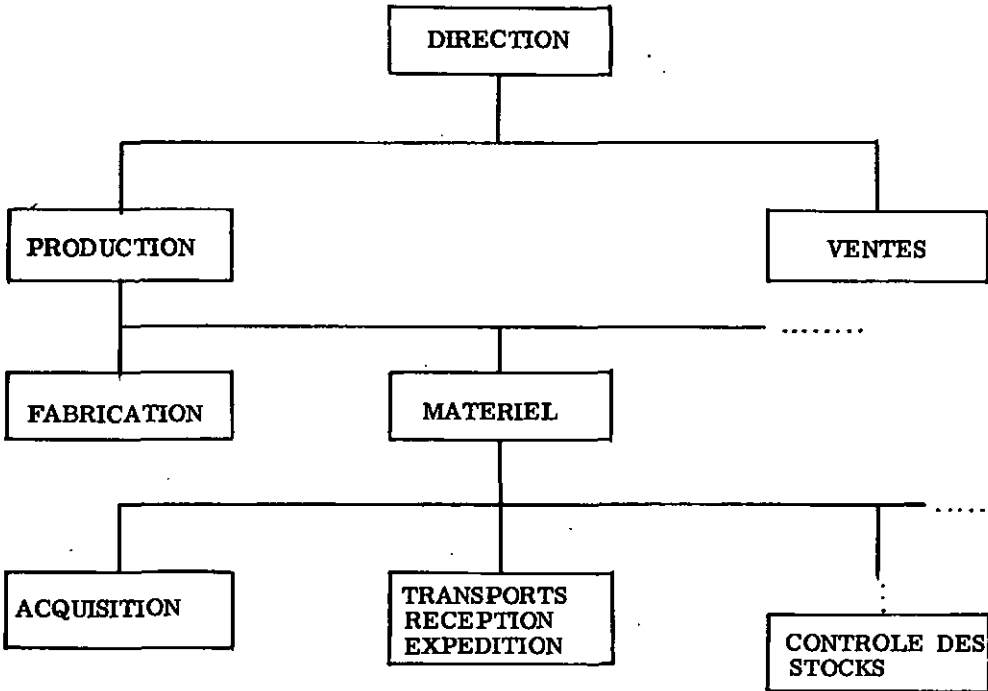 DIRECTION
PRODUCTION
VENTES
........
FABRICATION
MATERIEL
.....
ACQUISITION
TRANSPORTS
RECEPTION
EXPEDITION
CONTROLE DES
STOCKS